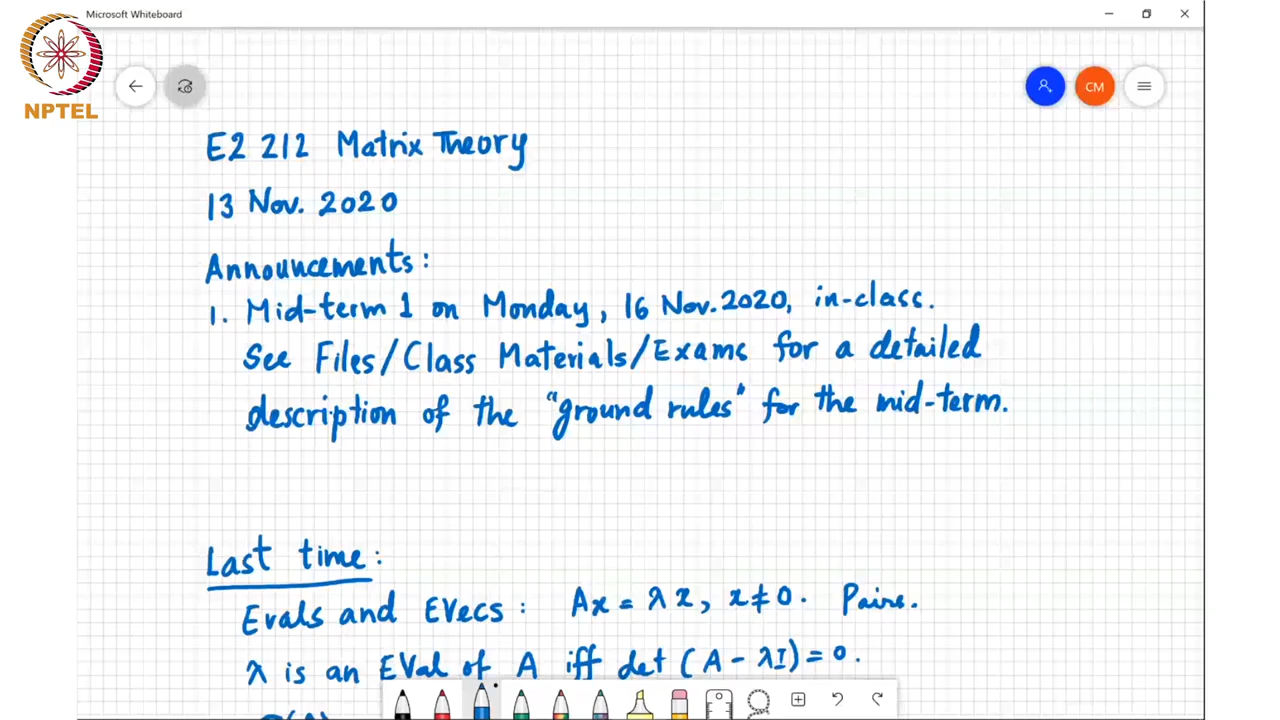 Microsoft Whiteboard
NPTEL
CM
E2 212 Matrix Theory
13 Nov. 2020
Announcements:
1. Mid-term 1 on Monday, 16 Nov. 2020, in-class.
See Files/Class Materials/Exams for a detailed
description of the "ground rules" for the mid-term.
Last time:
Evals and EVecs: Ax = λx, x ≠ 0. Pairs.
λ is an EVal of A iff det (A - λI) = 0.